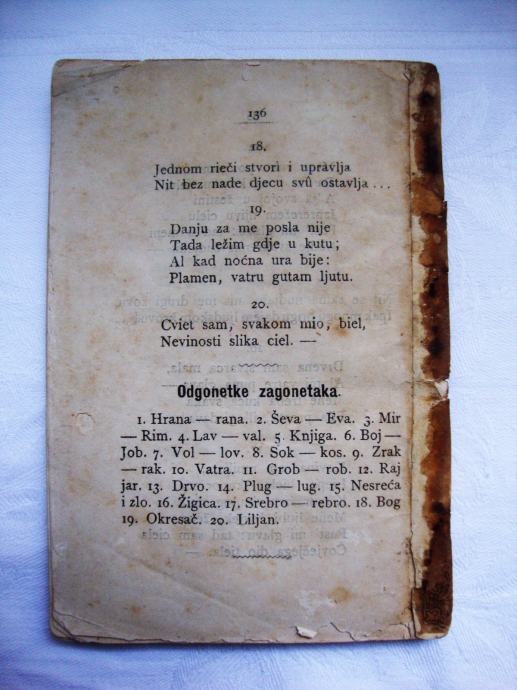 136
18.
Jednom rieči stvori i upravlja
Nit bez nade djecu svû ostavlja ...
19.
Danju za me posla nije
Tada ležim gdje u kutu;
Al kad noćna ura bije:
Plamen, vatru gutam ljutu.
20.
Cviet sam, svakom mio, biel,
Nevinosti slika ciel. —
Odgonetke zagonetaka.
1. Hrana — rana. 2. Ševa — Eva. 3. Mir
— Rim. 4. Lav — val. 5. Knjiga. 6. Boj —
Job. 7. Vol — lov. 8. Sok — kos. 9. Zrak
— rak. 10. Vatra. 11. Grob — rob. 12. Raj
jar. 13. Drvo. 14. Plug — lug. 15. Nesreća
i zlo. 16. Žigica. 17. Srebro — rebro. 18. Bog
19. Okresač. 20. Liljan.